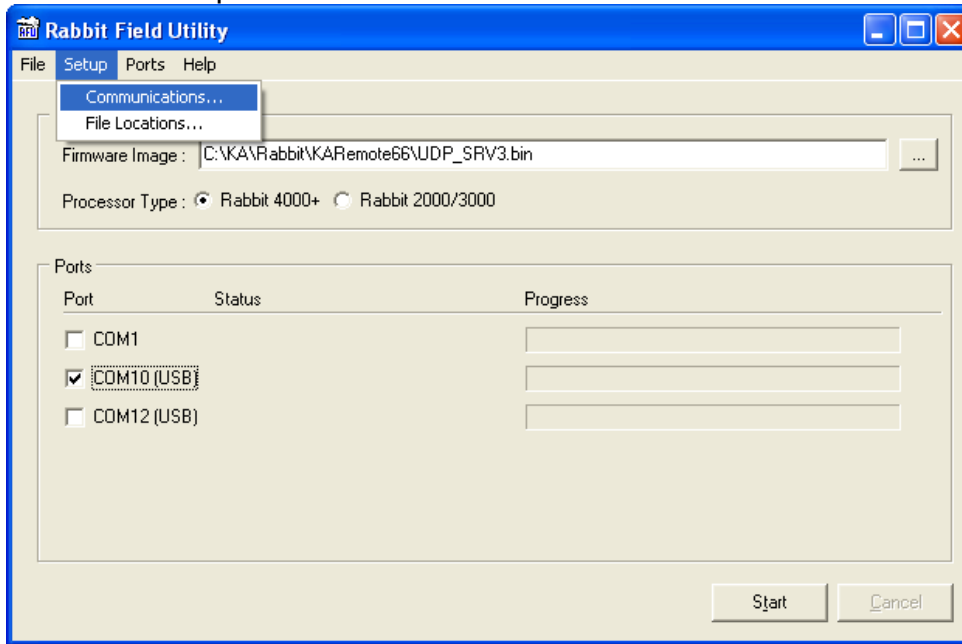 RFU Rabbit Field Utility
File Setup Ports Help
Communications...
File Locations...
Firmware Image : C:\KA\Rabbit\KARemote66\UDP_SRV3.bin ...
Processor Type : Rabbit 4000+ Rabbit 2000/3000
Ports
Port Status Progress
COM1
COM10 (USB)
COM12 (USB)
Start Cancel